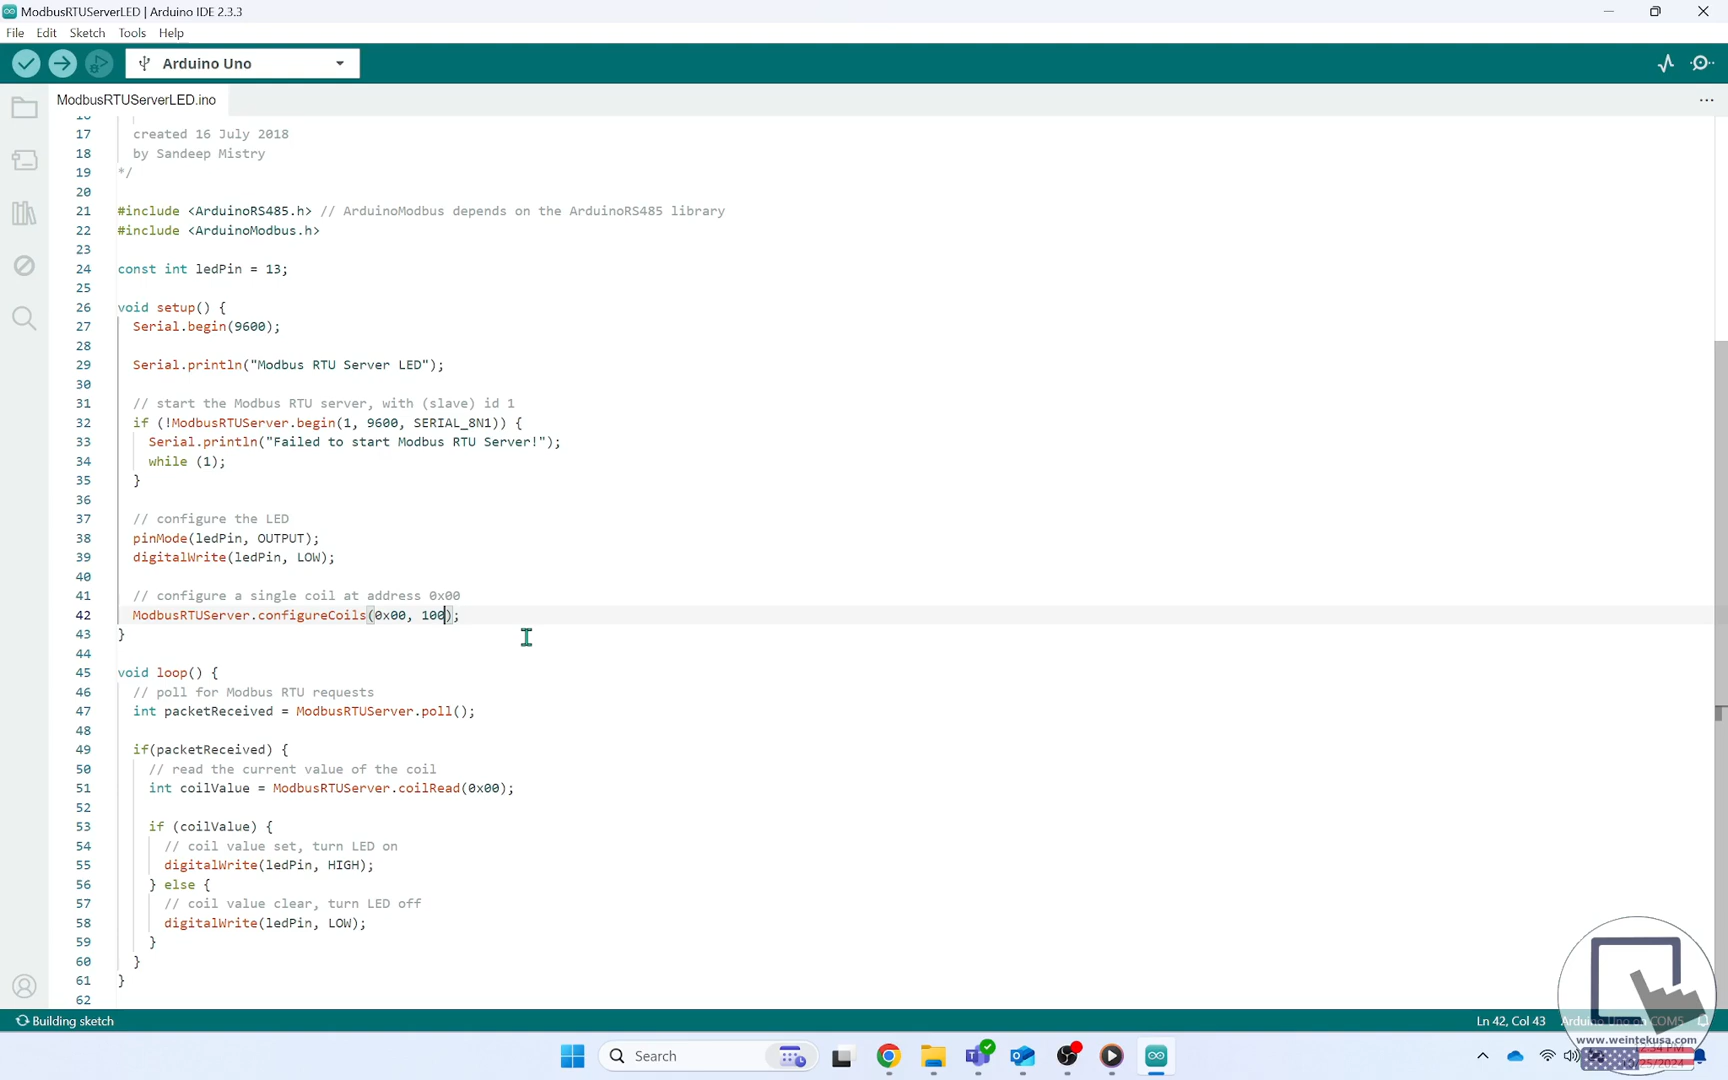 ModbusRTUServerLED | Arduino IDE 2.3.3
File Edit Sketch Tools Help
Arduino Uno
ModbusRTUServerLED.ino
17 created 16 July 2018
18 by Sandeep Mistry
19 */
20
21 #include <ArduinoRS485.h> // ArduinoModbus depends on the ArduinoRS485 library
22 #include <ArduinoModbus.h>
23
24 const int ledPin = 13;
25
26 void setup() {
27 Serial.begin(9600);
28
29 Serial.println("Modbus RTU Server LED");
30
31 // start the Modbus RTU server, with (slave) id 1
32 if (!ModbusRTUServer.begin(1, 9600, SERIAL_8N1)) {
33 Serial.println("Failed to start Modbus RTU Server!");
34 while (1);
35 }
36
37 // configure the LED
38 pinMode(ledPin, OUTPUT);
39 digitalWrite(ledPin, LOW);
40
41 // configure a single coil at address 0x00
42 ModbusRTUServer.configureCoils(0x00, 100);
43 }
44
45 void loop() {
46 // poll for Modbus RTU requests
47 int packetReceived = ModbusRTUServer.poll();
48
49 if(packetReceived) {
50 // read the current value of the coil
51 int coilValue = ModbusRTUServer.coilRead(0x00);
52
53 if (coilValue) {
54 // coil value set, turn LED on
55 digitalWrite(ledPin, HIGH);
56 } else {
57 // coil value clear, turn LED off
58 digitalWrite(ledPin, LOW);
59 }
60 }
61 }
62
Building sketch
Ln 42, Col 43 Arduino Uno on COM5
Search
www.weintekusa.com